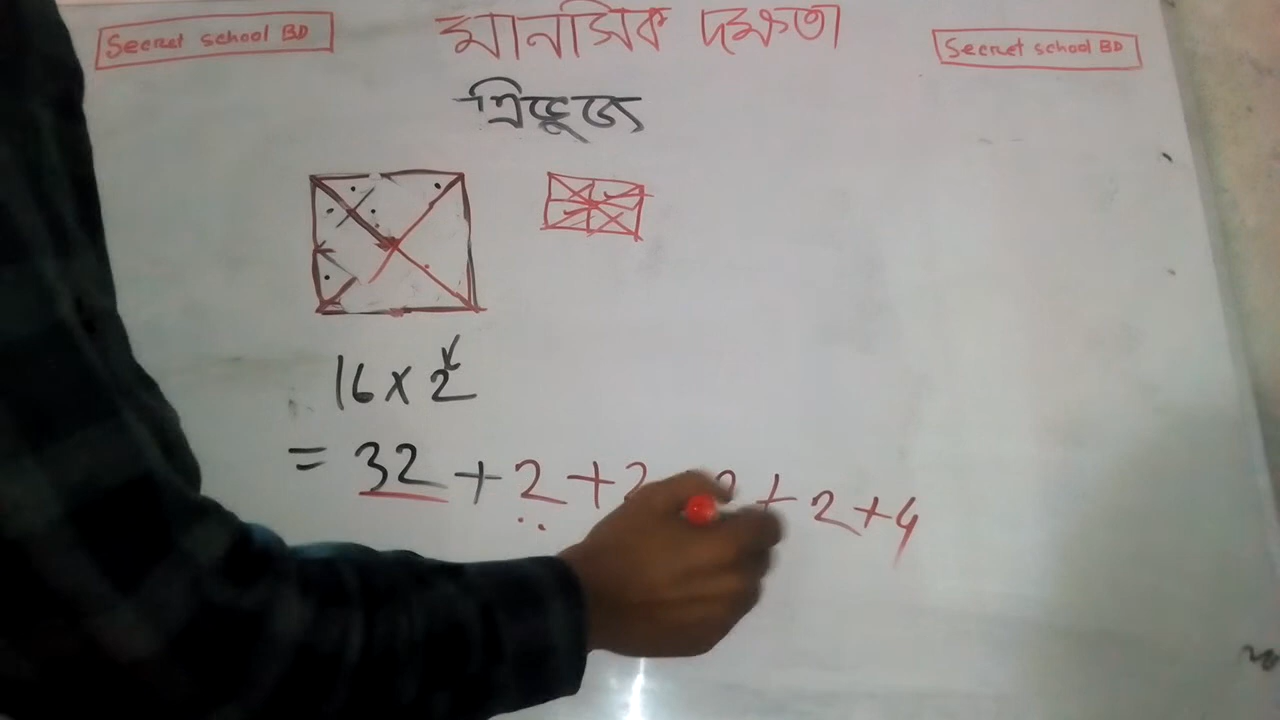 Secret school BD
মানসিক দক্ষতা
Secret school BD
ত্রিভূজ
16 x 2
= 32 + 2 + 2 + 2 + 2 + 4